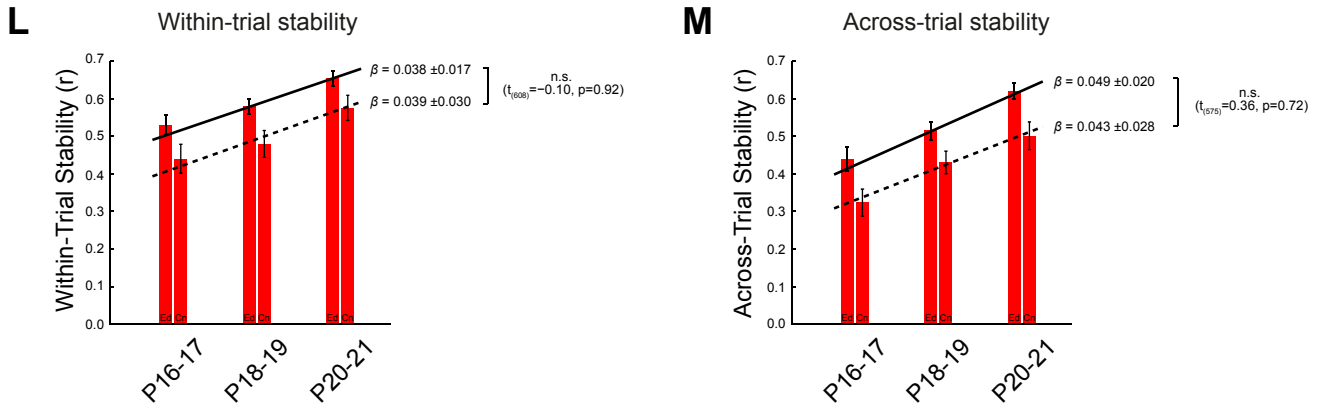 L
Within-trial stability
Within-Trial Stability (r)
0.7
0.6
0.5
0.4
0.3
0.2
0.1
0.0
β = 0.038 ±0.017
β = 0.039 ±0.030
n.s.
(t(608)=−0.10, p=0.92)
Ed Cn Ed Cn Ed Cn
P16-17 P18-19 P20-21
M
Across-trial stability
Across-Trial Stability (r)
0.7
0.6
0.5
0.4
0.3
0.2
0.1
0.0
β = 0.049 ±0.020
β = 0.043 ±0.028
n.s.
(t(575)=0.36, p=0.72)
Ed Cn Ed Cn Ed Cn
P16-17 P18-19 P20-21